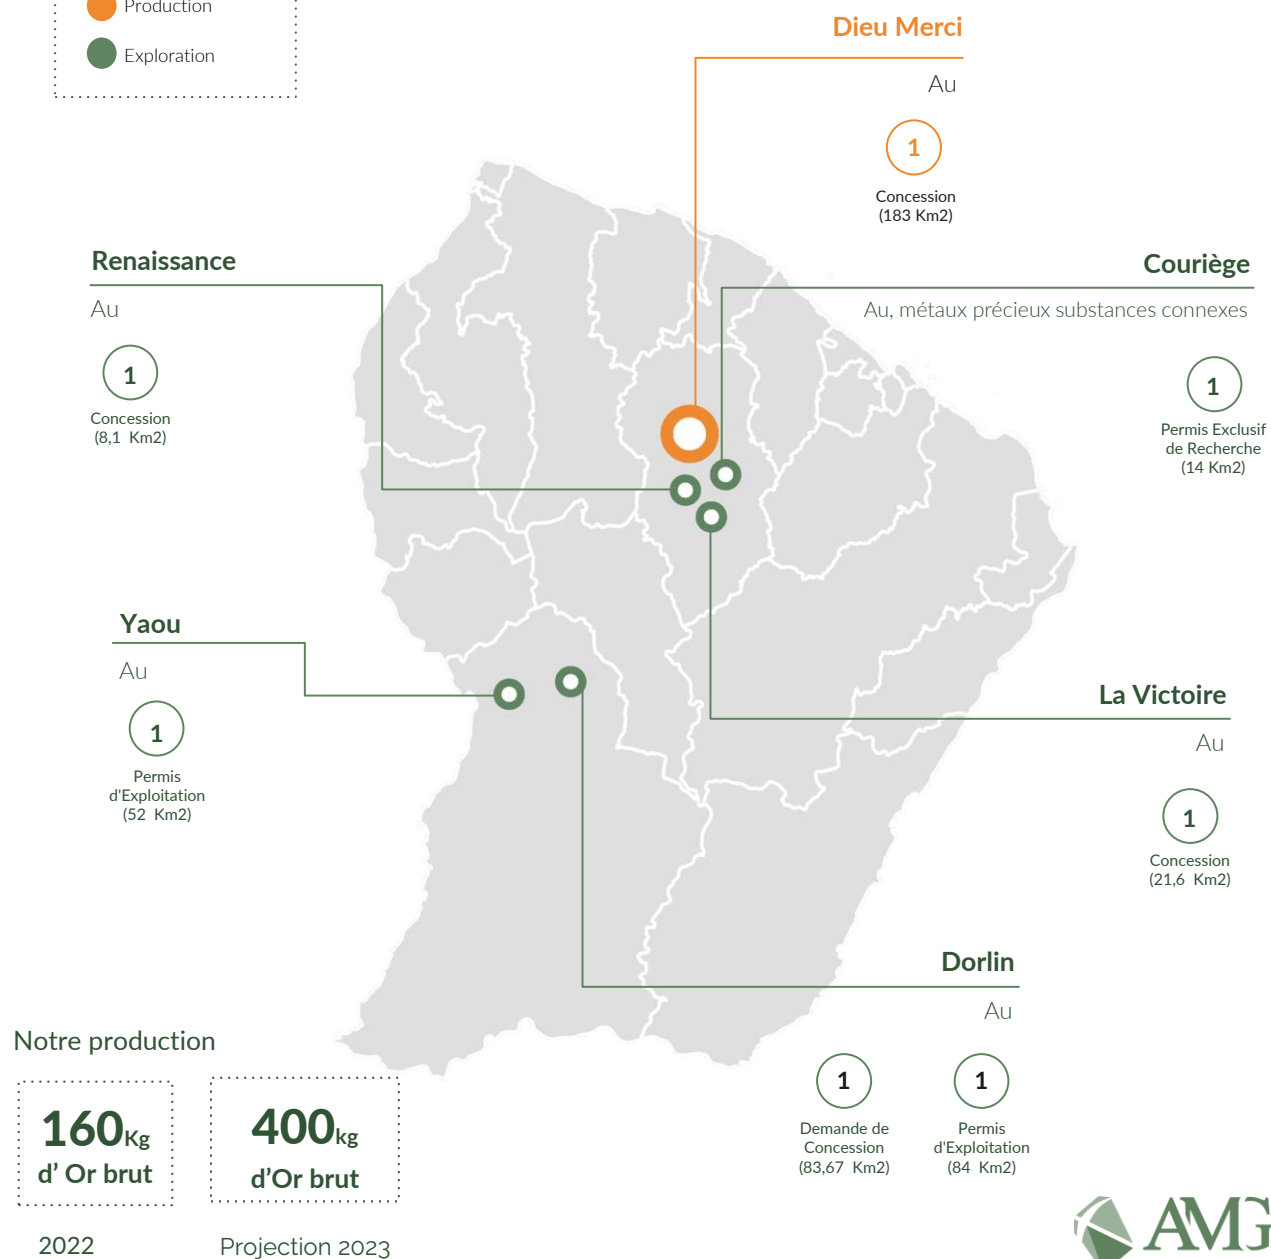 Production
Exploration
Dieu Merci
Au
1
Concession
(183 Km2)
Renaissance
Au
1
Concession
(8,1 Km2)
Couriège
Au, métaux précieux substances connexes
1
Permis Exclusif
de Recherche
(14 Km2)
Yaou
Au
1
Permis
d'Exploitation
(52 Km2)
La Victoire
Au
1
Concession
(21,6 Km2)
Dorlin
Au
1
Demande de
Concession
(83,67 Km2)
1
Permis
d'Exploitation
(84 Km2)
Notre production
160Kg
d' Or brut
2022
400kg
d'Or brut
Projection 2023
AMG